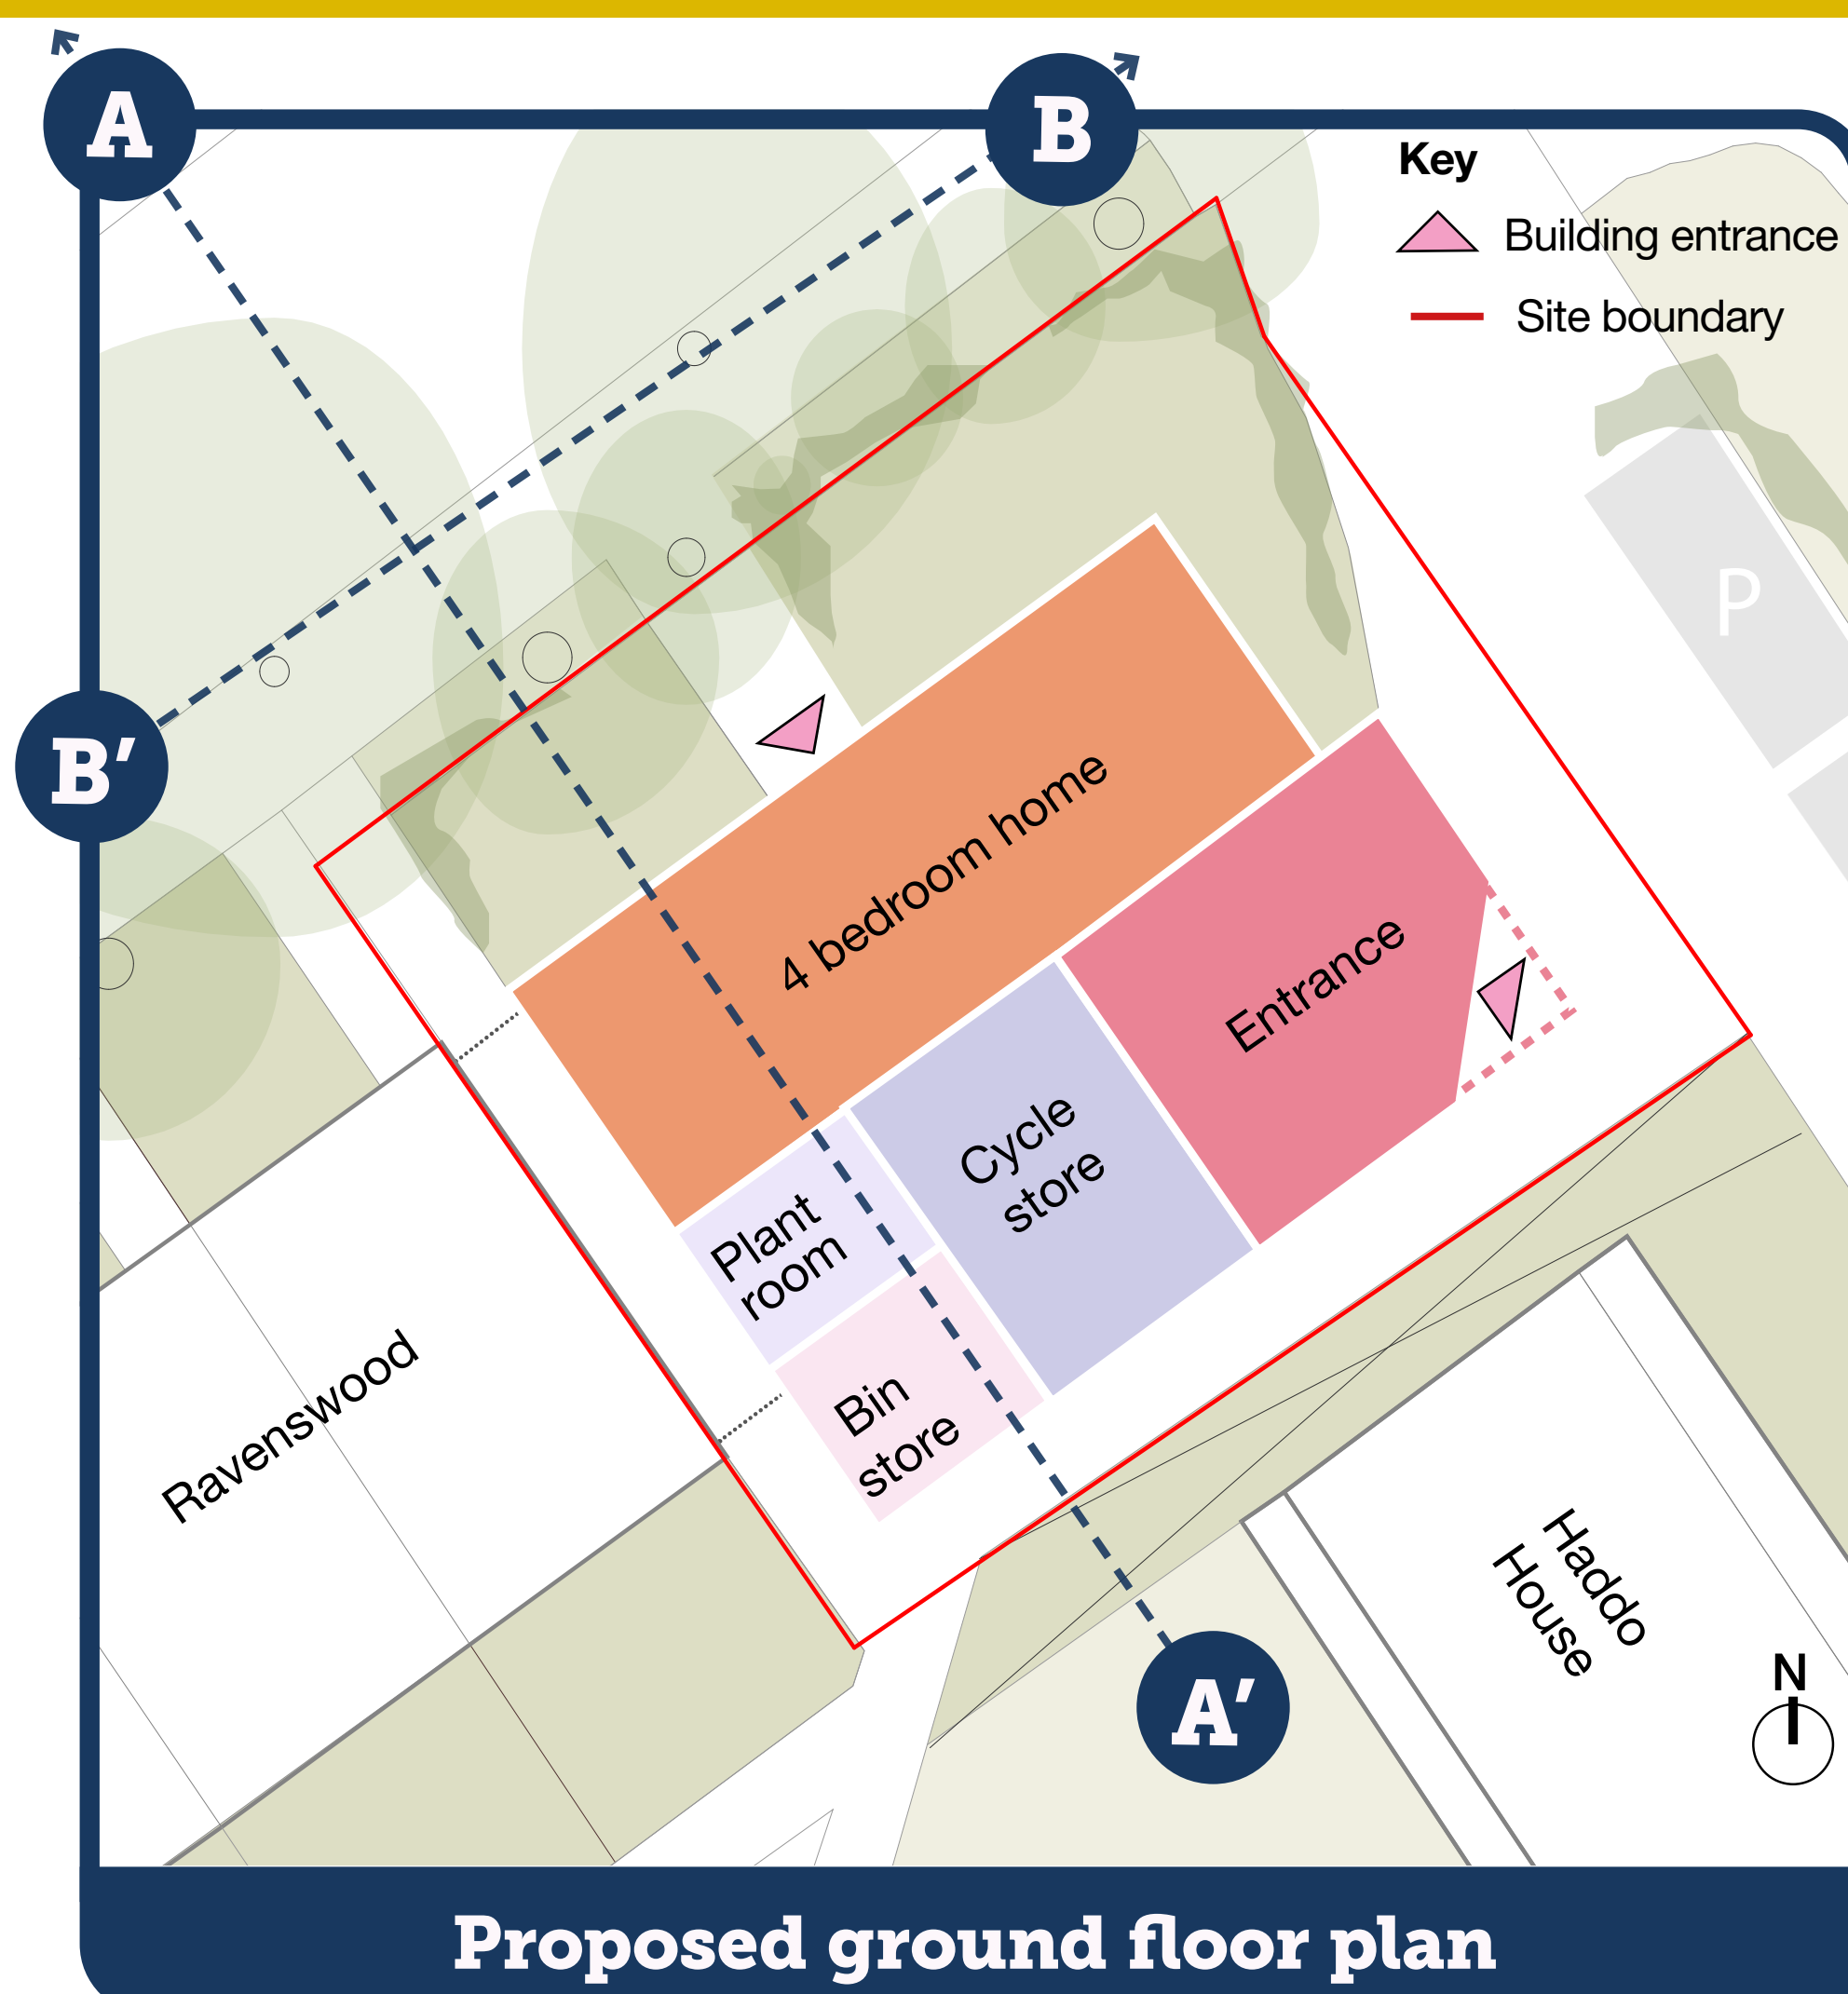 A
B
Key
Building entrance
Site boundary
P
B′
4 bedroom home
Entrance
Cycle
store
Plant
room
Bin
store
Ravenswood
Haddo
House
N
A′
Proposed ground floor plan